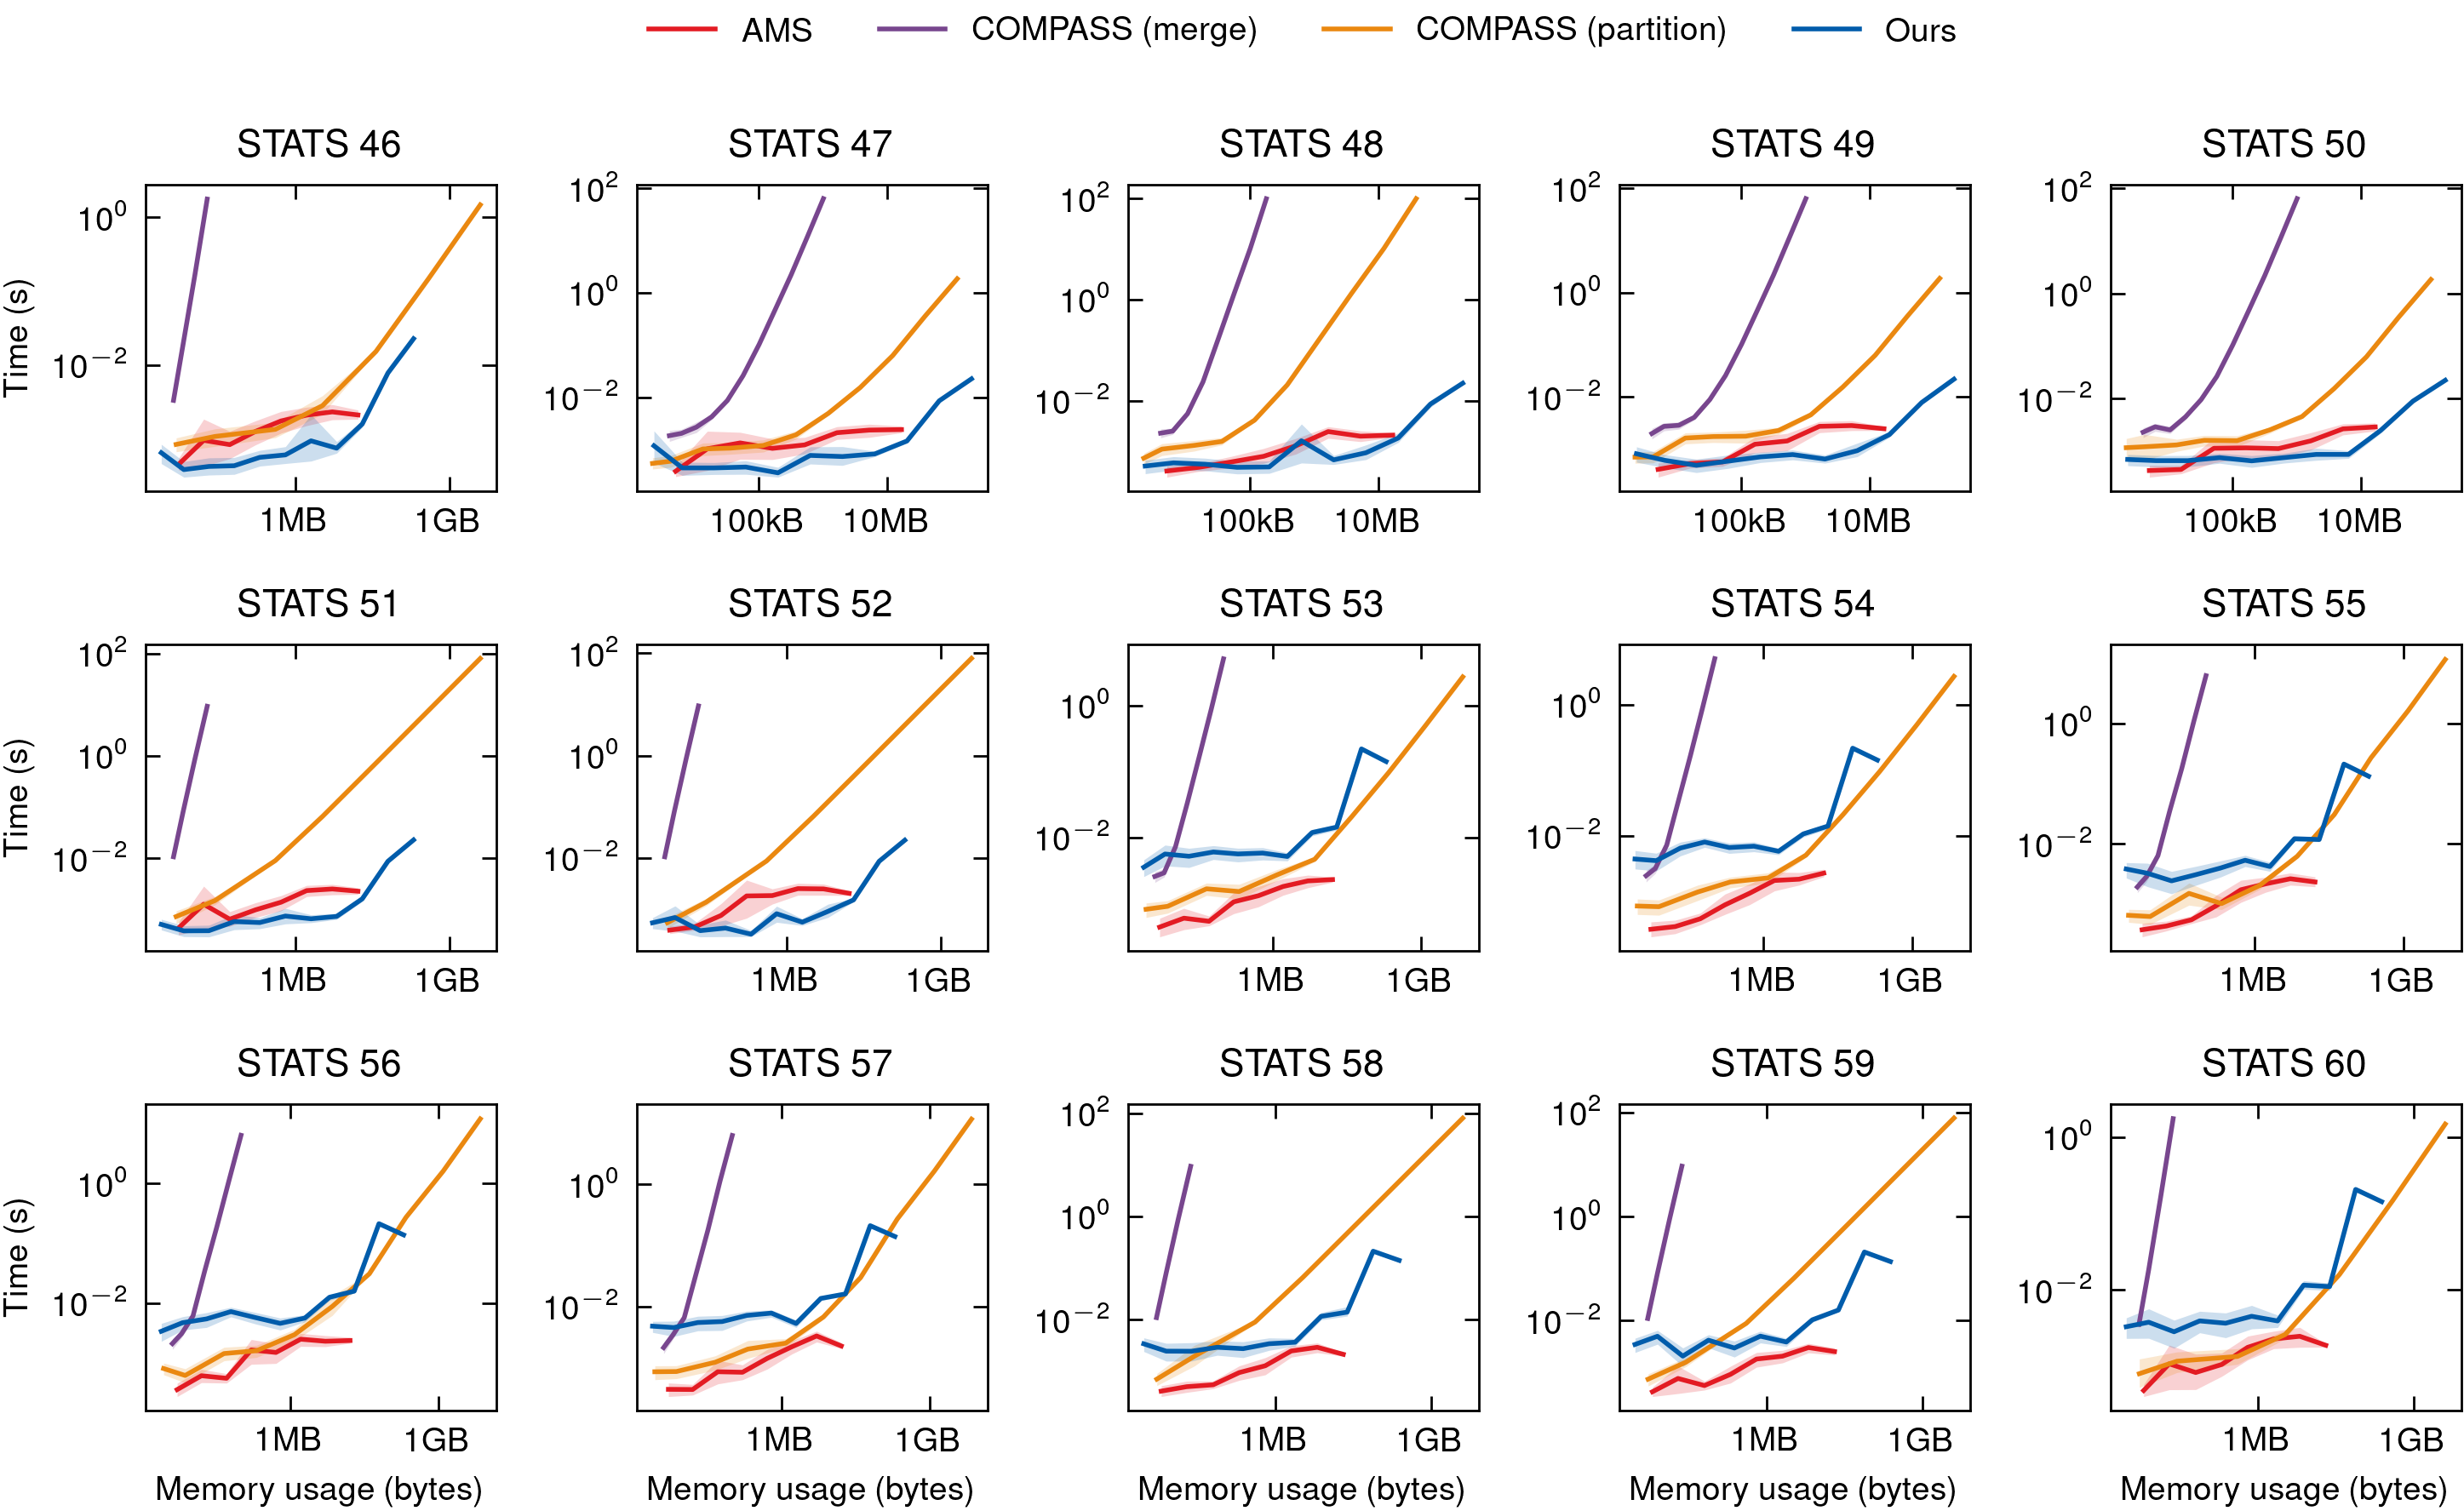 AMS COMPASS (merge) COMPASS (partition) Ours
STATS 46 STATS 47 STATS 48 STATS 49 STATS 50
Time (s)
10⁰
10⁻²
1MB 1GB
10²
10⁰
10⁻²
100kB 10MB
10²
10⁰
10⁻²
100kB 10MB
10²
10⁰
10⁻²
100kB 10MB
10²
10⁰
10⁻²
100kB 10MB
STATS 51 STATS 52 STATS 53 STATS 54 STATS 55
Time (s)
10²
10⁰
10⁻²
1MB 1GB
10²
10⁰
10⁻²
1MB 1GB
10⁰
10⁻²
1MB 1GB
10⁰
10⁻²
1MB 1GB
10⁰
10⁻²
1MB 1GB
STATS 56 STATS 57 STATS 58 STATS 59 STATS 60
Time (s)
10⁰
10⁻²
1MB 1GB
10⁰
10⁻²
1MB 1GB
10²
10⁰
10⁻²
1MB 1GB
10²
10⁰
10⁻²
1MB 1GB
10⁰
10⁻²
1MB 1GB
Memory usage (bytes) Memory usage (bytes) Memory usage (bytes) Memory usage (bytes) Memory usage (bytes)